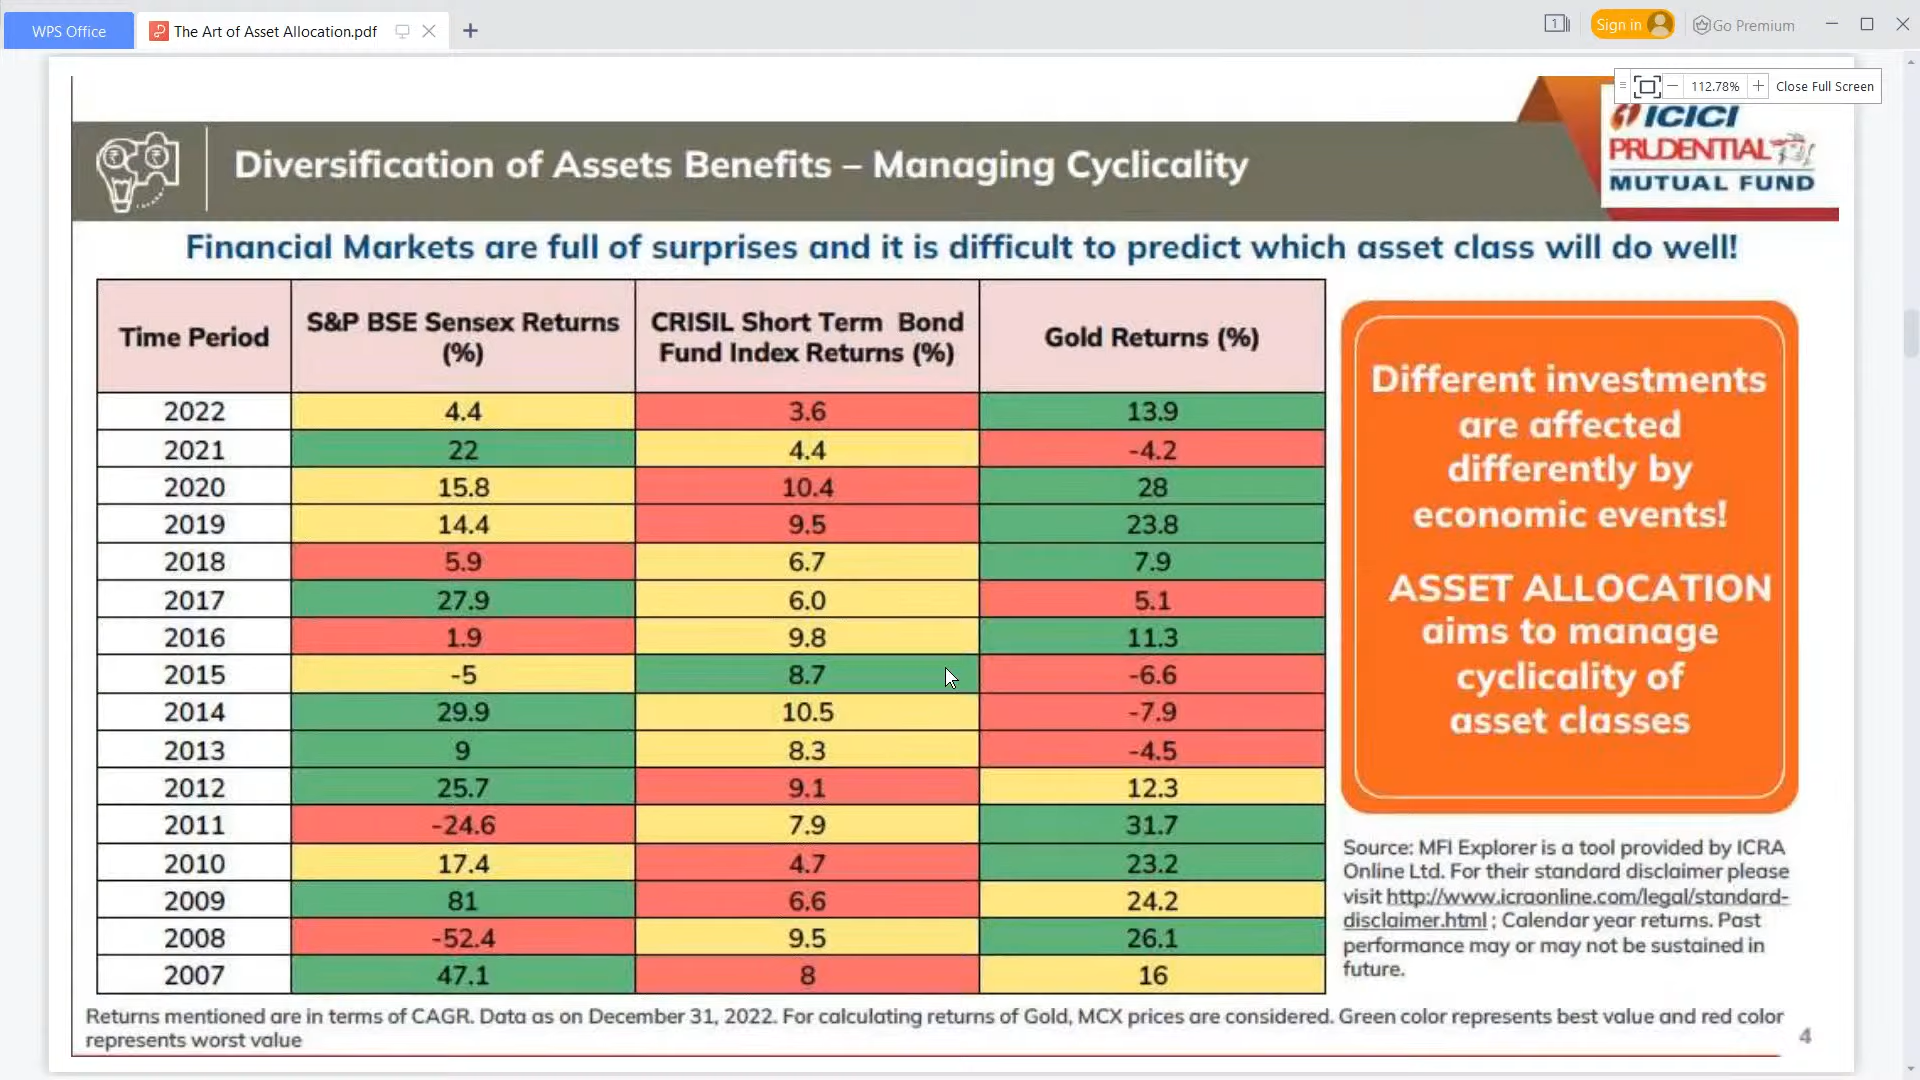 WPS Office
The Art of Asset Allocation.pdf
1
Sign in
Go Premium
112.78%
Close Full Screen
ICICI
PRUDENTIAL
MUTUAL FUND
Diversification of Assets Benefits – Managing Cyclicality
Financial Markets are full of surprises and it is difficult to predict which asset class will do well!
Time Period S&P BSE Sensex Returns (%) CRISIL Short Term Bond Fund Index Returns (%) Gold Returns (%)
2022 4.4 3.6 13.9
2021 22 4.4 -4.2
2020 15.8 10.4 28
2019 14.4 9.5 23.8
2018 5.9 6.7 7.9
2017 27.9 6.0 5.1
2016 1.9 9.8 11.3
2015 -5 8.7 -6.6
2014 29.9 10.5 -7.9
2013 9 8.3 -4.5
2012 25.7 9.1 12.3
2011 -24.6 7.9 31.7
2010 17.4 4.7 23.2
2009 81 6.6 24.2
2008 -52.4 9.5 26.1
2007 47.1 8 16
Different investments
are affected
differently by
economic events!
ASSET ALLOCATION
aims to manage
cyclicality of
asset classes
Source: MFI Explorer is a tool provided by ICRA
Online Ltd. For their standard disclaimer please
visit http://www.icraonline.com/legal/standard-
disclaimer.html ; Calendar year returns. Past
performance may or may not be sustained in
future.
Returns mentioned are in terms of CAGR. Data as on December 31, 2022. For calculating returns of Gold, MCX prices are considered. Green color represents best value and red color
represents worst value
4